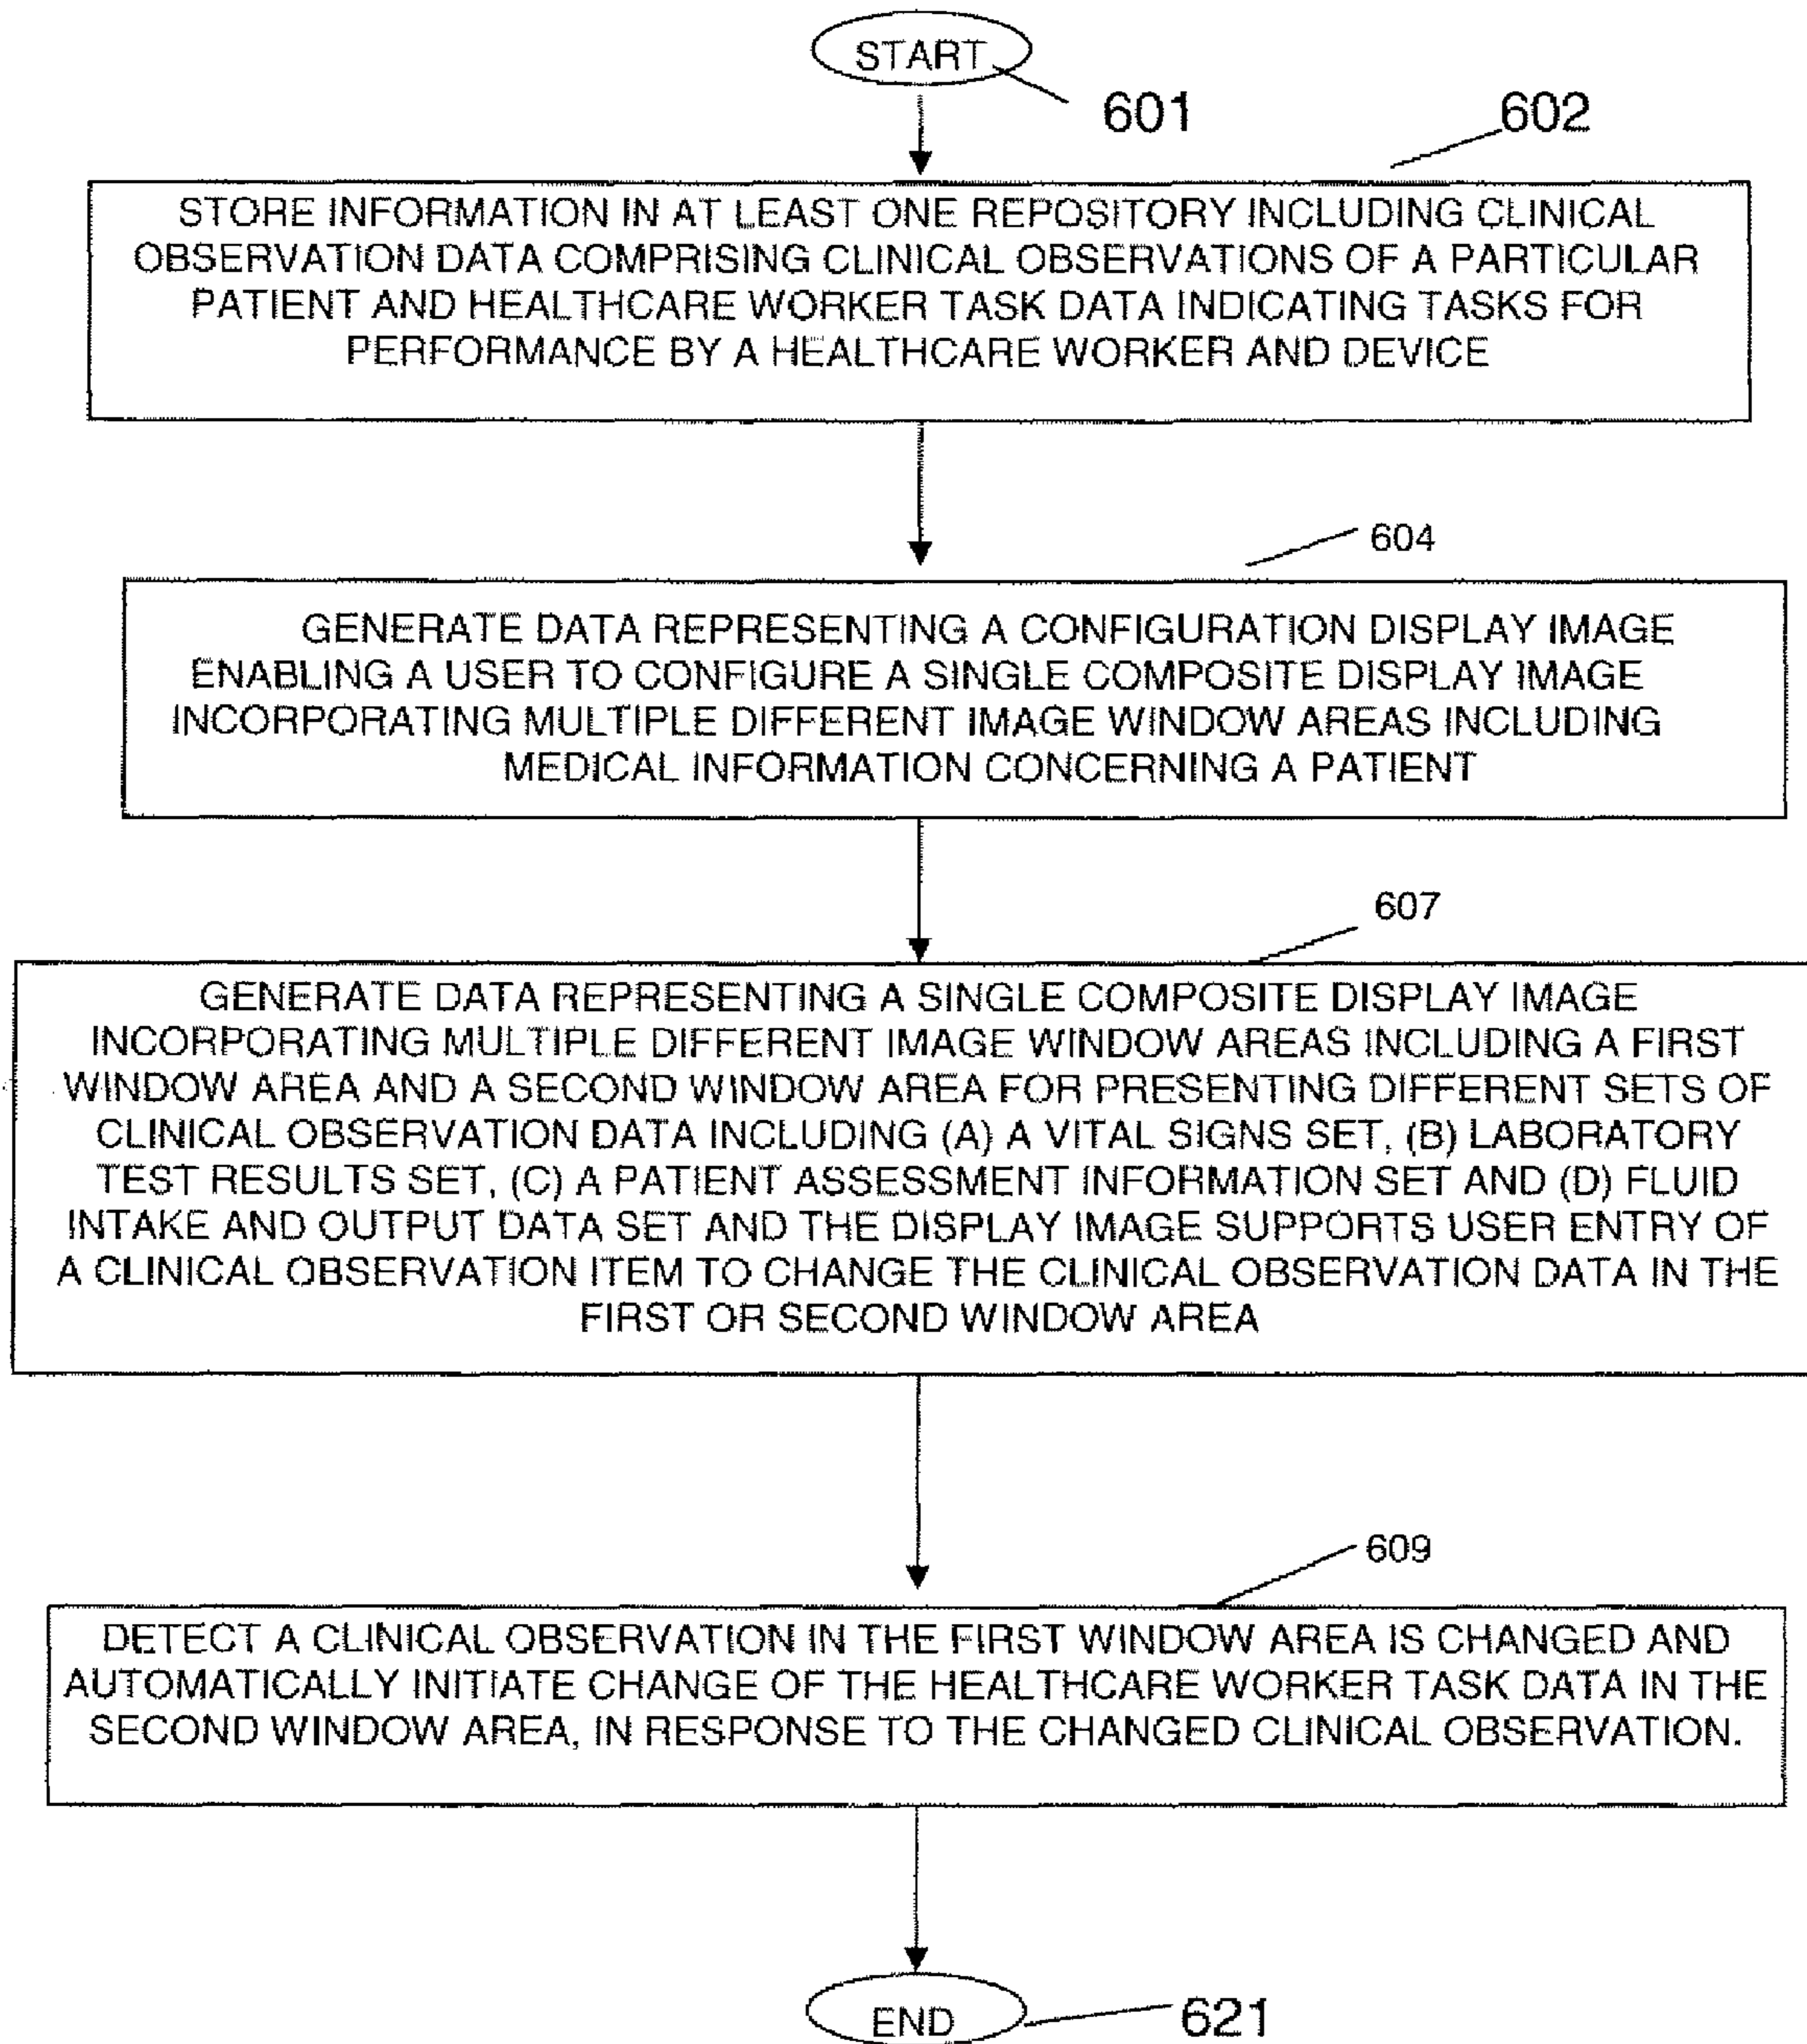 START
601
602
STORE INFORMATION IN AT LEAST ONE REPOSITORY INCLUDING CLINICAL
OBSERVATION DATA COMPRISING CLINICAL OBSERVATIONS OF A PARTICULAR
PATIENT AND HEALTHCARE WORKER TASK DATA INDICATING TASKS FOR
PERFORMANCE BY A HEALTHCARE WORKER AND DEVICE
604
GENERATE DATA REPRESENTING A CONFIGURATION DISPLAY IMAGE
ENABLING A USER TO CONFIGURE A SINGLE COMPOSITE DISPLAY IMAGE
INCORPORATING MULTIPLE DIFFERENT IMAGE WINDOW AREAS INCLUDING
MEDICAL INFORMATION CONCERNING A PATIENT
607
GENERATE DATA REPRESENTING A SINGLE COMPOSITE DISPLAY IMAGE
INCORPORATING MULTIPLE DIFFERENT IMAGE WINDOW AREAS INCLUDING A FIRST
WINDOW AREA AND A SECOND WINDOW AREA FOR PRESENTING DIFFERENT SETS OF
CLINICAL OBSERVATION DATA INCLUDING (A) A VITAL SIGNS SET, (B) LABORATORY
TEST RESULTS SET, (C) A PATIENT ASSESSMENT INFORMATION SET AND (D) FLUID
INTAKE AND OUTPUT DATA SET AND THE DISPLAY IMAGE SUPPORTS USER ENTRY OF
A CLINICAL OBSERVATION ITEM TO CHANGE THE CLINICAL OBSERVATION DATA IN THE
FIRST OR SECOND WINDOW AREA
609
DETECT A CLINICAL OBSERVATION IN THE FIRST WINDOW AREA IS CHANGED AND
AUTOMATICALLY INITIATE CHANGE OF THE HEALTHCARE WORKER TASK DATA IN THE
SECOND WINDOW AREA, IN RESPONSE TO THE CHANGED CLINICAL OBSERVATION.
END
621